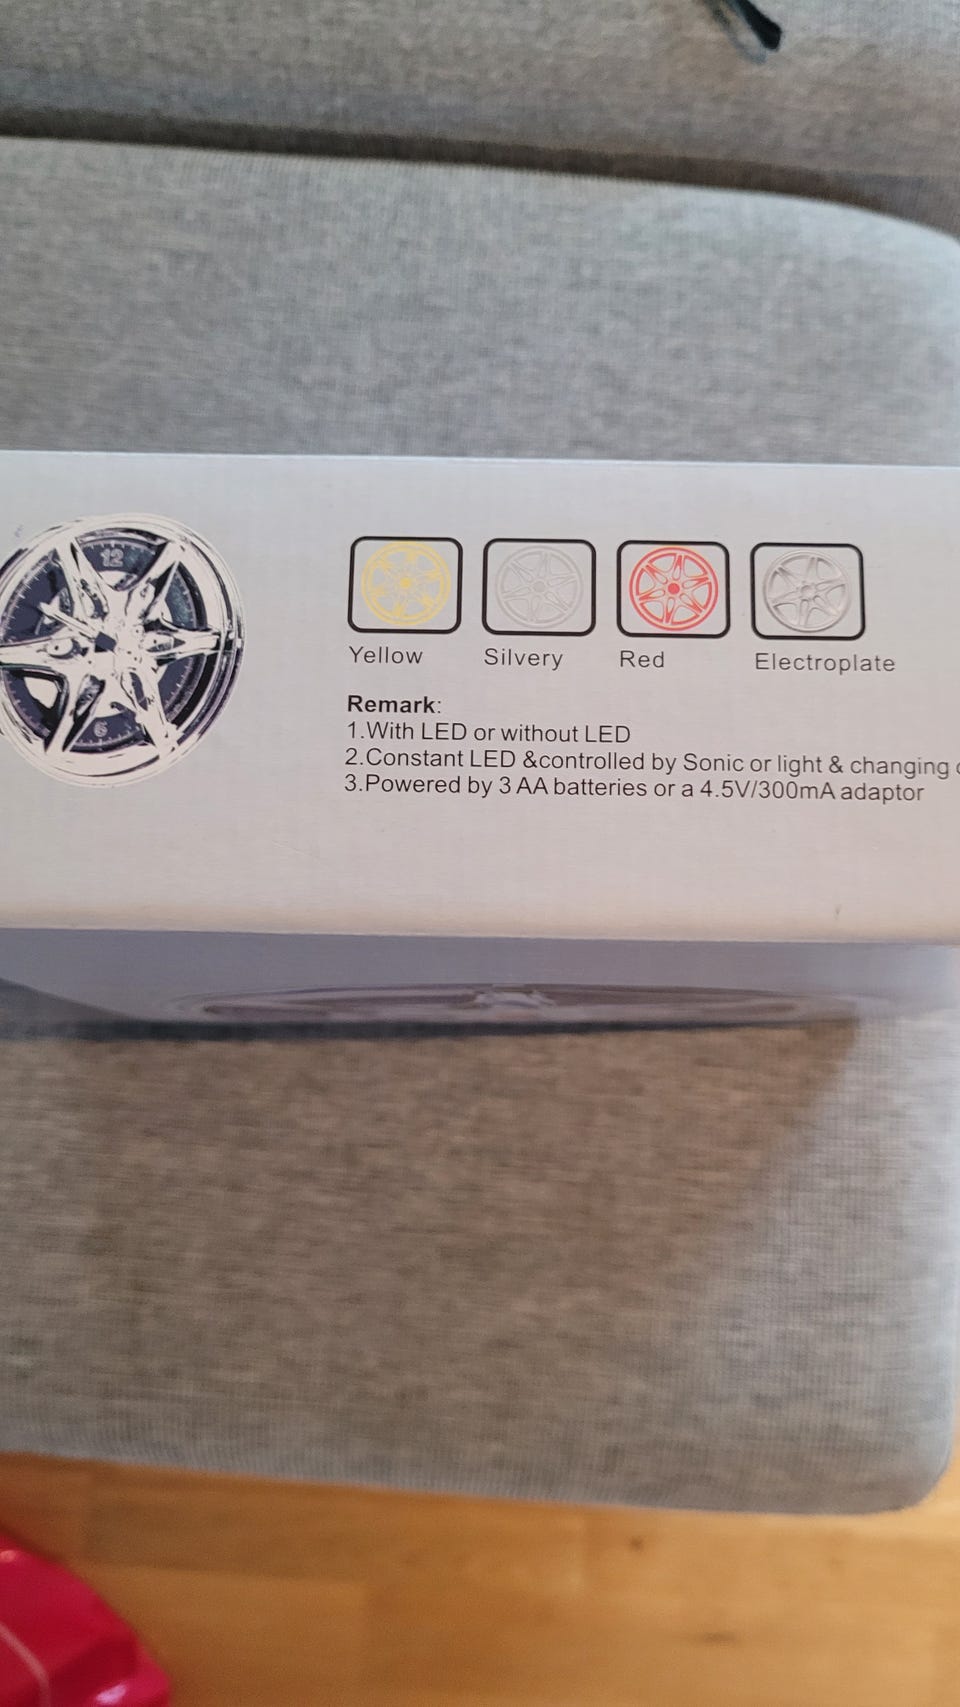 12
6
Yellow
Silvery
Red
Electroplate
Remark:
1.With LED or without LED
2.Constant LED &controlled by Sonic or light & changing
3.Powered by 3 AA batteries or a 4.5V/300mA adaptor